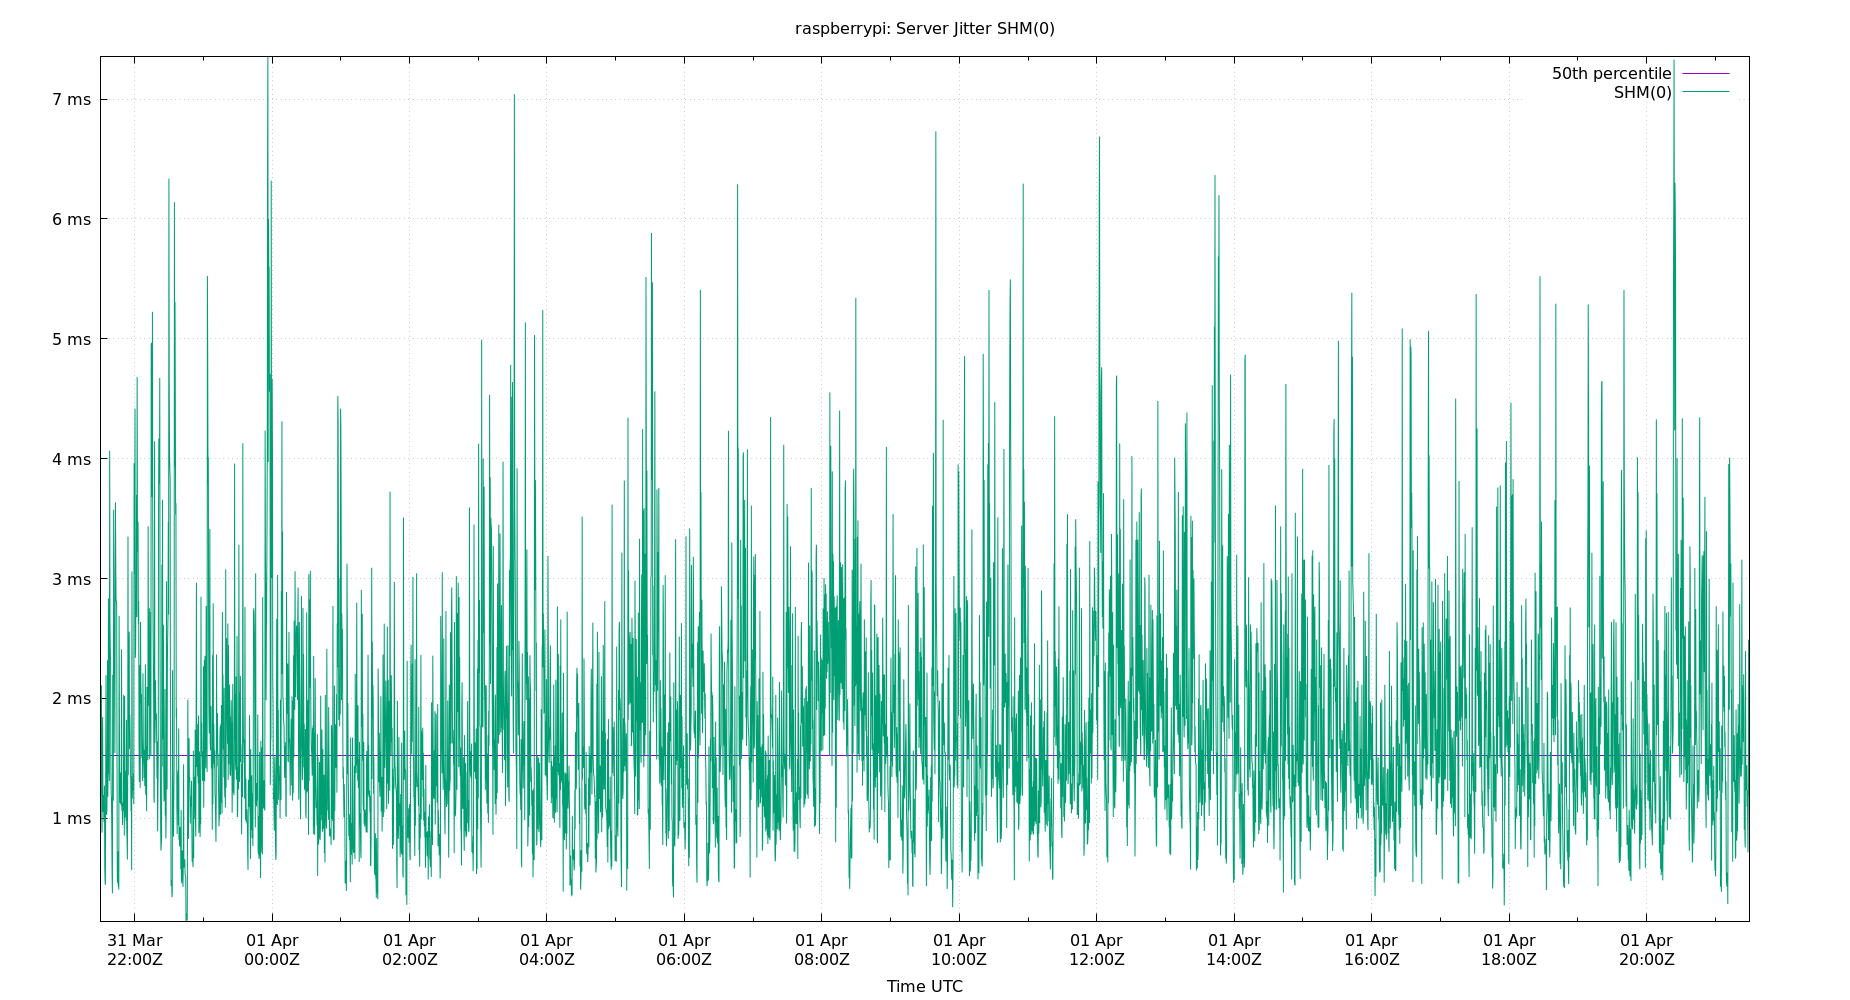 raspberrypi: Server Jitter SHM(0)
50th percentile
SHM(0)
7 ms
6 ms
5 ms
4 ms
3 ms
2 ms
1 ms
31 Mar 01 Apr 01 Apr 01 Apr 01 Apr 01 Apr 01 Apr 01 Apr 01 Apr 01 Apr 01 Apr 01 Apr
22:00Z 00:00Z 02:00Z 04:00Z 06:00Z 08:00Z 10:00Z 12:00Z 14:00Z 16:00Z 18:00Z 20:00Z
Time UTC